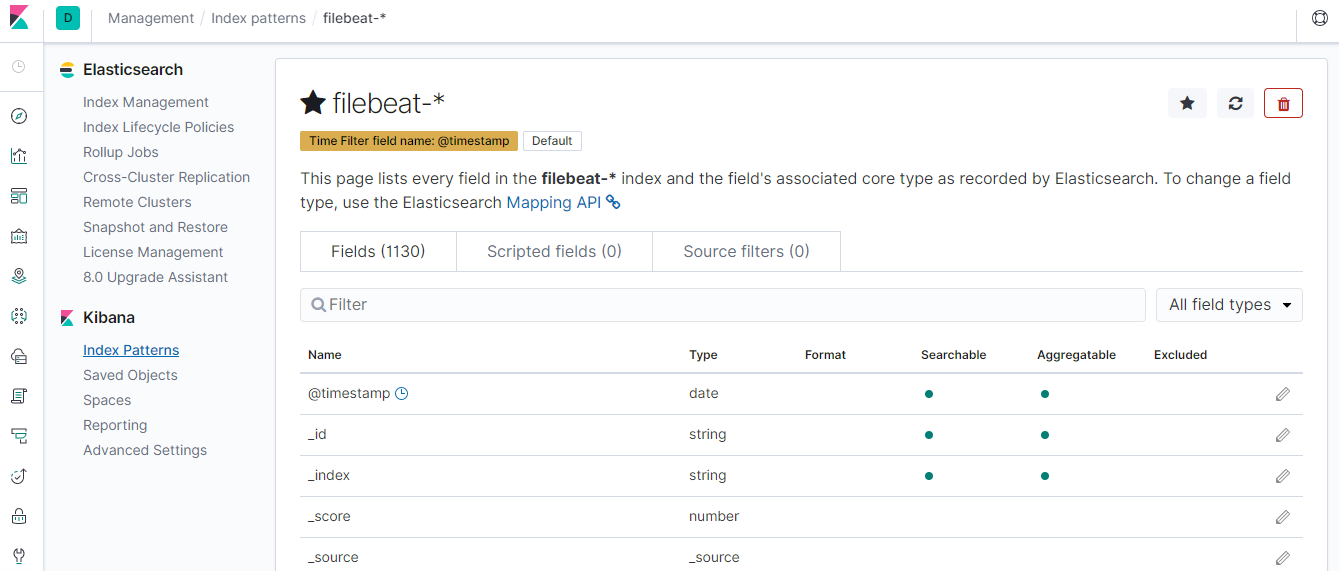 D Management / Index patterns / filebeat-*
Elasticsearch
Index Management
Index Lifecycle Policies
Rollup Jobs
Cross-Cluster Replication
Remote Clusters
Snapshot and Restore
License Management
8.0 Upgrade Assistant
Kibana
Index Patterns
Saved Objects
Spaces
Reporting
Advanced Settings
filebeat-*
Time Filter field name: @timestamp Default
This page lists every field in the filebeat-* index and the field's associated core type as recorded by Elasticsearch. To change a field
type, use the Elasticsearch Mapping API
Fields (1130) Scripted fields (0) Source filters (0)
Filter All field types
Name Type Format Searchable Aggregatable Excluded
@timestamp date
_id string
_index string
_score number
_source _source